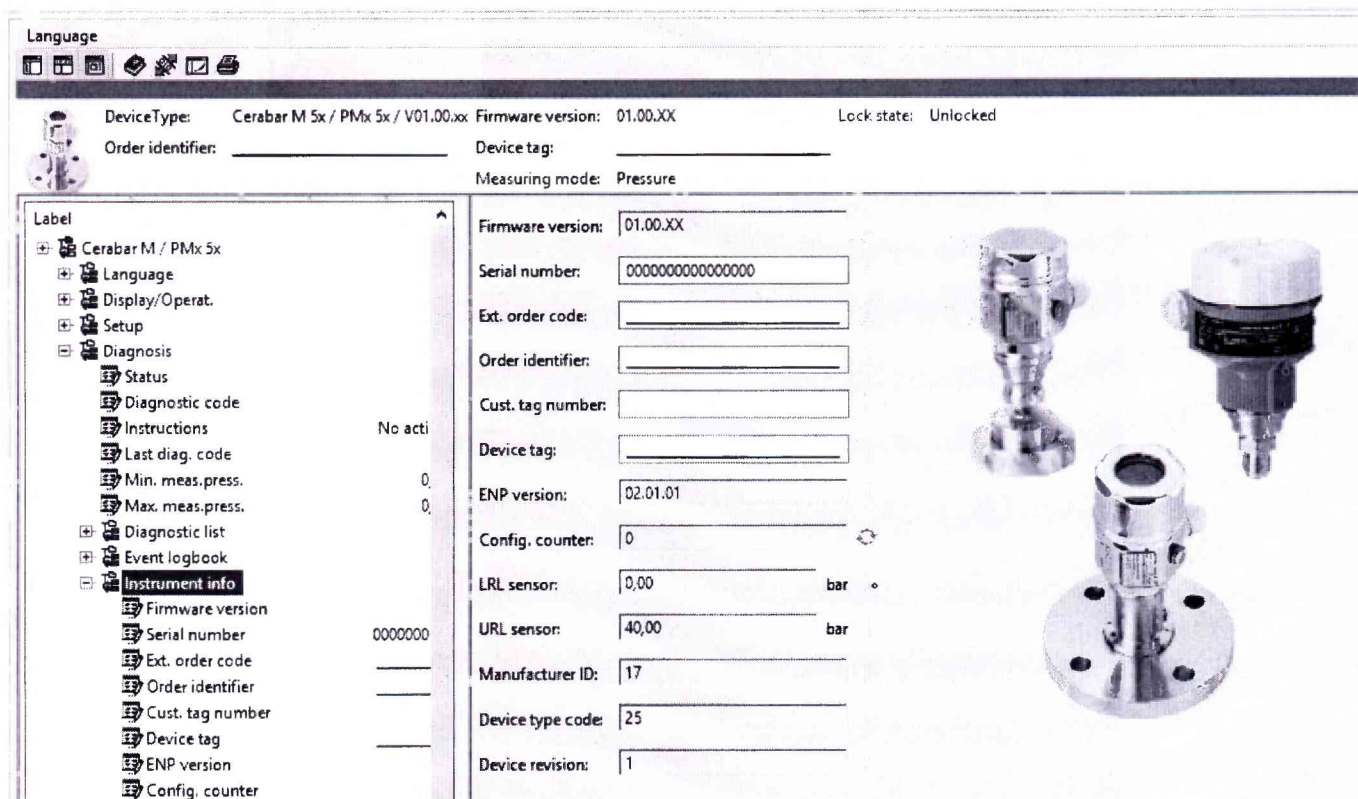 Language
DeviceType: Cerabar M 5x / PMx 5x / V01.00.xx Firmware version: 01.00.XX Lock state: Unlocked
Order identifier: Device tag:
Measuring mode: Pressure
Label
Cerabar M / PMx 5x
Language
Display/Operat.
Setup
Diagnosis
Status
Diagnostic code
Instructions No acti
Last diag. code
Min. meas.press. 0,
Max. meas.press. 0,
Diagnostic list
Event logbook
Instrument info
Firmware version
Serial number 0000000
Ext. order code
Order identifier
Cust. tag number
Device tag
ENP version
Config. counter
Firmware version: 01.00.XX
Serial number: 0000000000000000
Ext. order code:
Order identifier:
Cust. tag number:
Device tag:
ENP version: 02.01.01
Config. counter: 0
LRL sensor: 0,00 bar
URL sensor: 40,00 bar
Manufacturer ID: 17
Device type code: 25
Device revision: 1